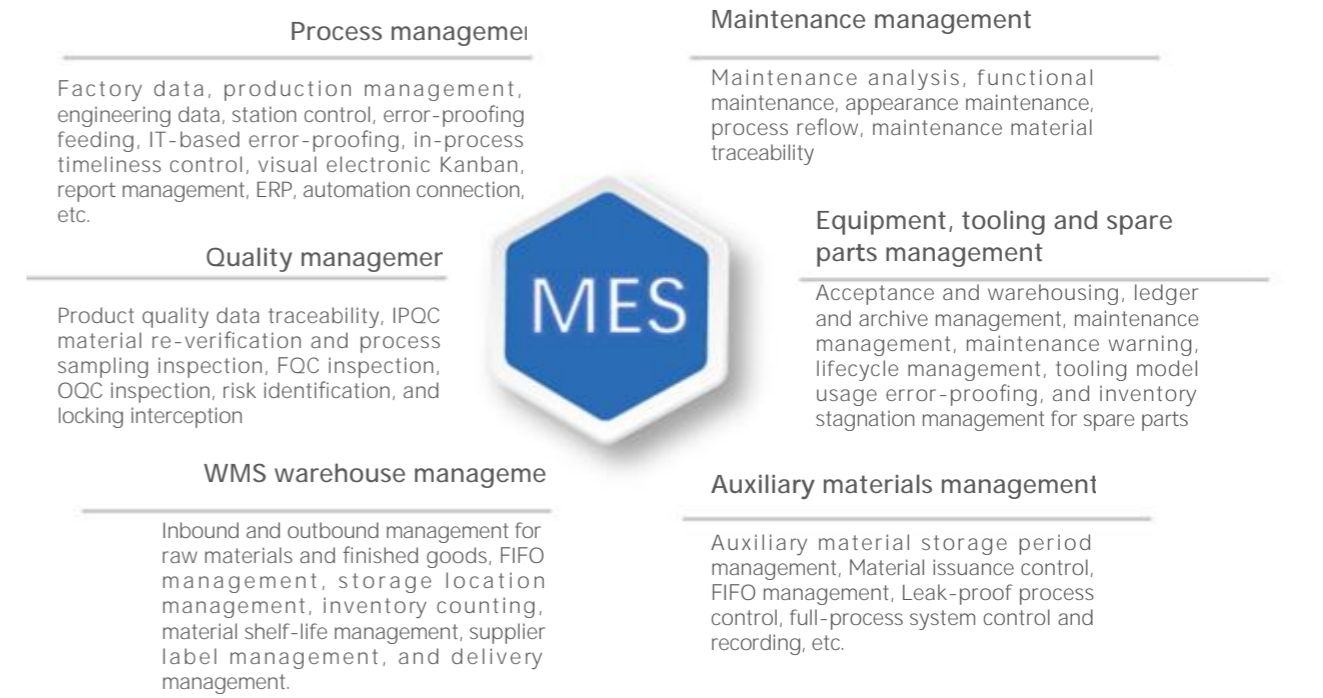 Process managemer
Factory data, production management,
engineering data, station control, error-proofing
feeding, IT-based error-proofing, in-process
timeliness control, visual electronic Kanban,
report management, ERP, automation connection,
etc.
Quality managemer
Product quality data traceability, IPQC
material re-verification and process
sampling inspection, FQC inspection,
OQC inspection, risk identification, and
locking interception
WMS warehouse manageme
Inbound and outbound management for
raw materials and finished goods, FIFO
management, storage location
management, inventory counting,
material shelf-life management, supplier
label management, and delivery
management.
MES
Maintenance management
Maintenance analysis, functional
maintenance, appearance maintenance,
process reflow, maintenance material
traceability
Equipment, tooling and spare
parts management
Acceptance and warehousing, ledger
and archive management, maintenance
management, maintenance warning,
lifecycle management, tooling model
usage error-proofing, and inventory
stagnation management for spare parts
Auxiliary materials management
Auxiliary material storage period
management, Material issuance control,
FIFO management, Leak-proof process
control, full-process system control and
recording, etc.